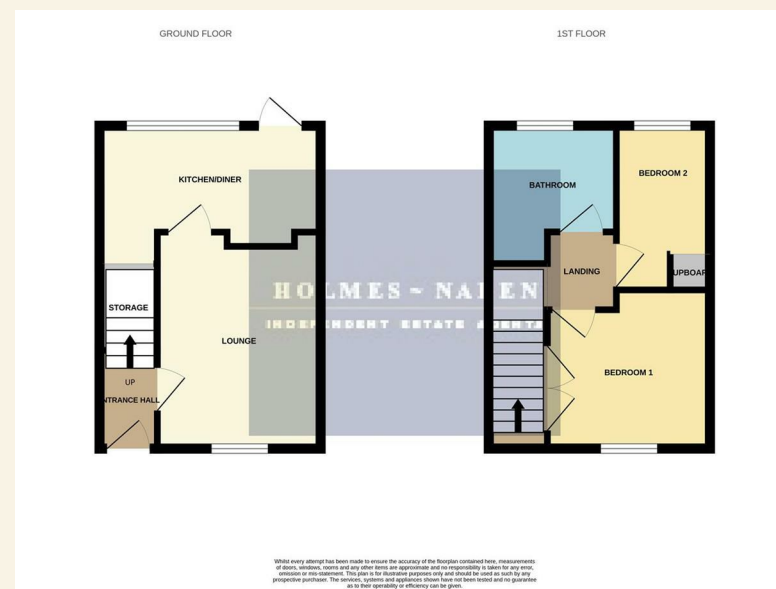 GROUND FLOOR
1ST FLOOR
KITCHEN/DINER
STORAGE
LOUNGE
UP
NTRANCE HALL
BATHROOM
BEDROOM 2
LANDING
UPBOAR
BEDROOM 1
HOLMES ~ NADEN
INDEPENDENT ESTATE AGENTS
Whilst every attempt has been made to ensure the accuracy of the floorplan contained here, measurements
of doors, windows, rooms and any other items are approximate and no responsibility is taken for any error,
omission or mis-statement. This plan is for illustrative purposes only and should be used as such by any
prospective purchaser. The services, systems and appliances shown have not been tested and no guarantee
as to their operability or efficiency can be given.